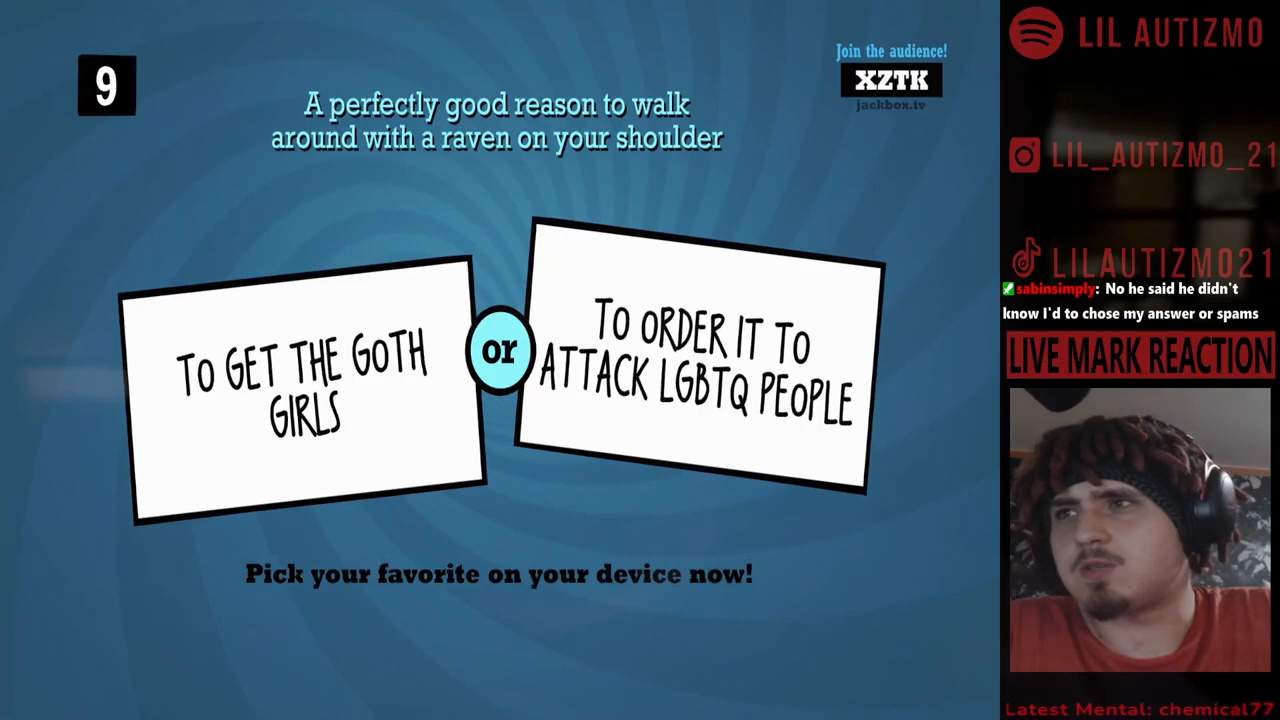 9
A perfectly good reason to walk
around with a raven on your shoulder
Join the audience!
XZTK
jackbox.tv
TO GET THE GOTH
GIRLS
or
TO ORDER IT TO
ATTACK LGBTQ PEOPLE
Pick your favorite on your device now!
LIL AUTIZMO
LIL_AUTIZMO_21
LILAUTIZMO21
sabinsimply: No he said he didn't
know I'd to chose my answer or spams
LIVE MARK REACTION
Latest Mental: chemical77